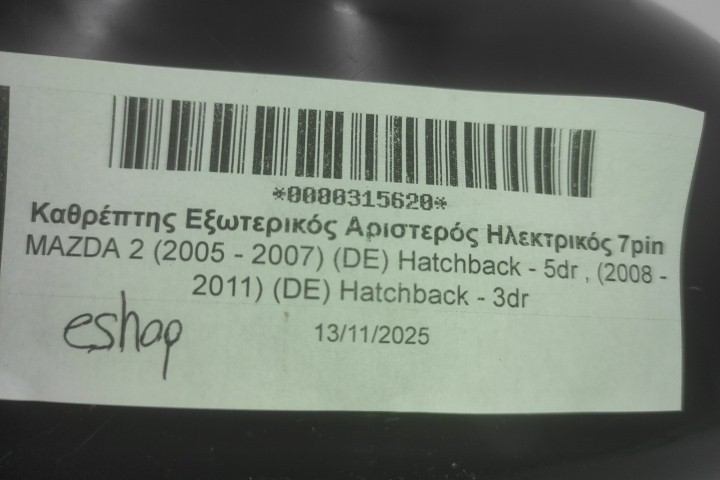 *0000315620*
Καθρέπτης Εξωτερικός Αριστερός Ηλεκτρικός 7pin
MAZDA 2 (2005 - 2007) (DE) Hatchback - 5dr , (2008 -
2011) (DE) Hatchback - 3dr
eshop
13/11/2025